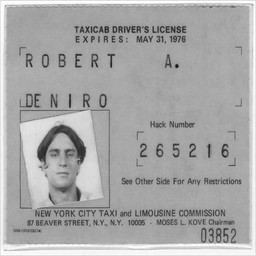 TAXICAB DRIVER'S LICENSE
EXPIRES: MAY 31, 1976
ROBERT A.
DE NIRO
Hack Number
265216
See Other Side For Any Restrictions
NEW YORK CITY TAXI and LIMOUSINE COMMISSION
87 BEAVER STREET, N.Y., N.Y. 10005 - MOSES L. KOVE Chairman
03852